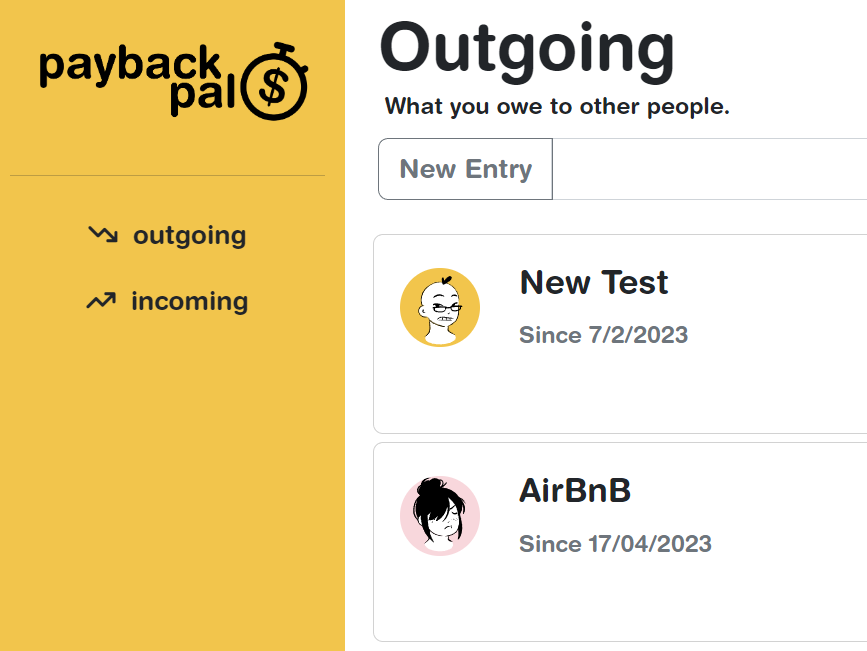 payback
pal $
outgoing
incoming
Outgoing
What you owe to other people.
New Entry
New Test
Since 7/2/2023
AirBnB
Since 17/04/2023